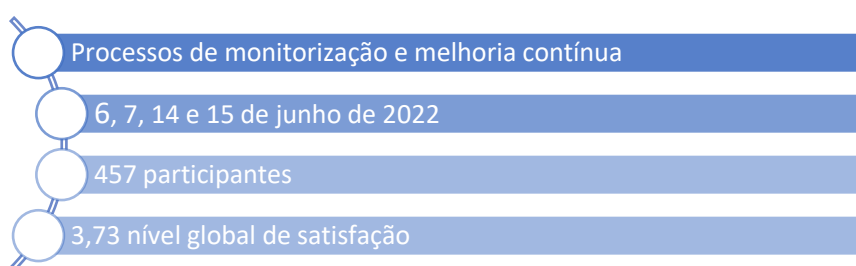 Processos de monitorização e melhoria contínua
6, 7, 14 e 15 de junho de 2022
457 participantes
3,73 nível global de satisfação